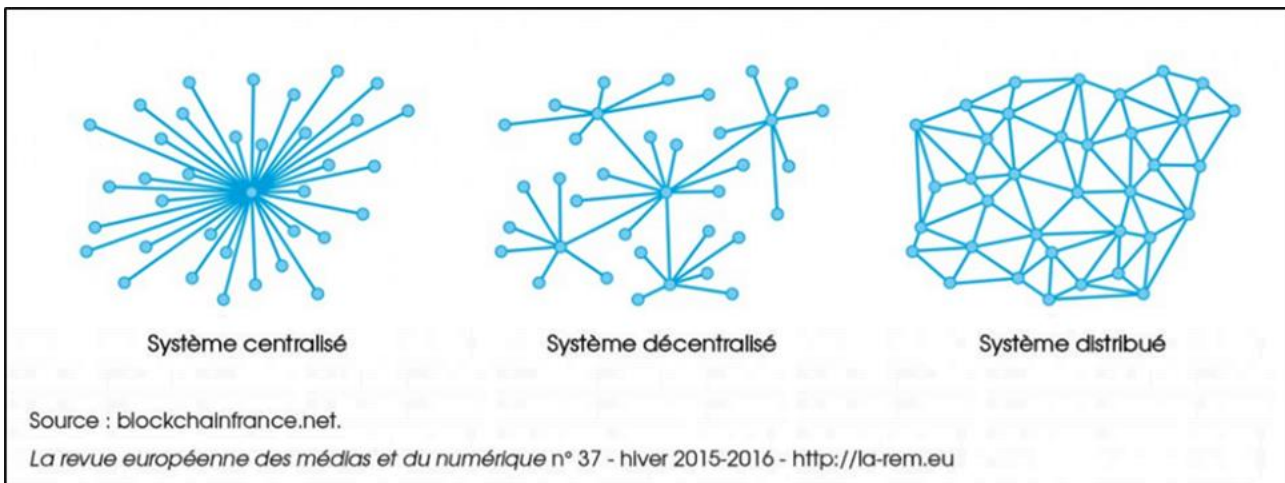 Système centralisé
Système décentralisé
Système distribué
Source : blockchainfrance.net.
La revue européenne des médias et du numérique n° 37 - hiver 2015-2016 - http://la-rem.eu